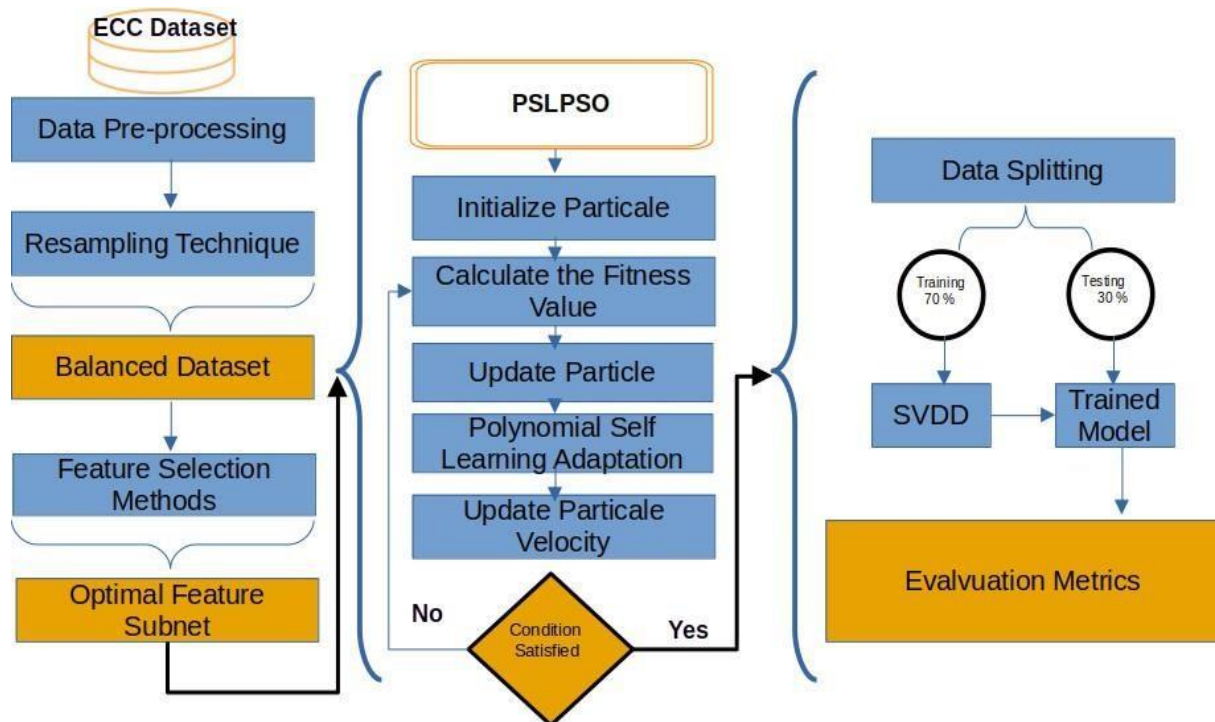 ECC Dataset
Data Pre-processing
Resampling Technique
Balanced Dataset
Feature Selection
Methods
Optimal Feature
Subnet
PSLPSO
Initialize Particale
Calculate the Fitness
Value
Update Particle
Polynomial Self
Learning Adaptation
Update Particale
Velocity
No
Condition
Satisfied
Yes
Data Splitting
Training
70 %
Testing
30 %
SVDD
Trained
Model
Evalvuation Metrics